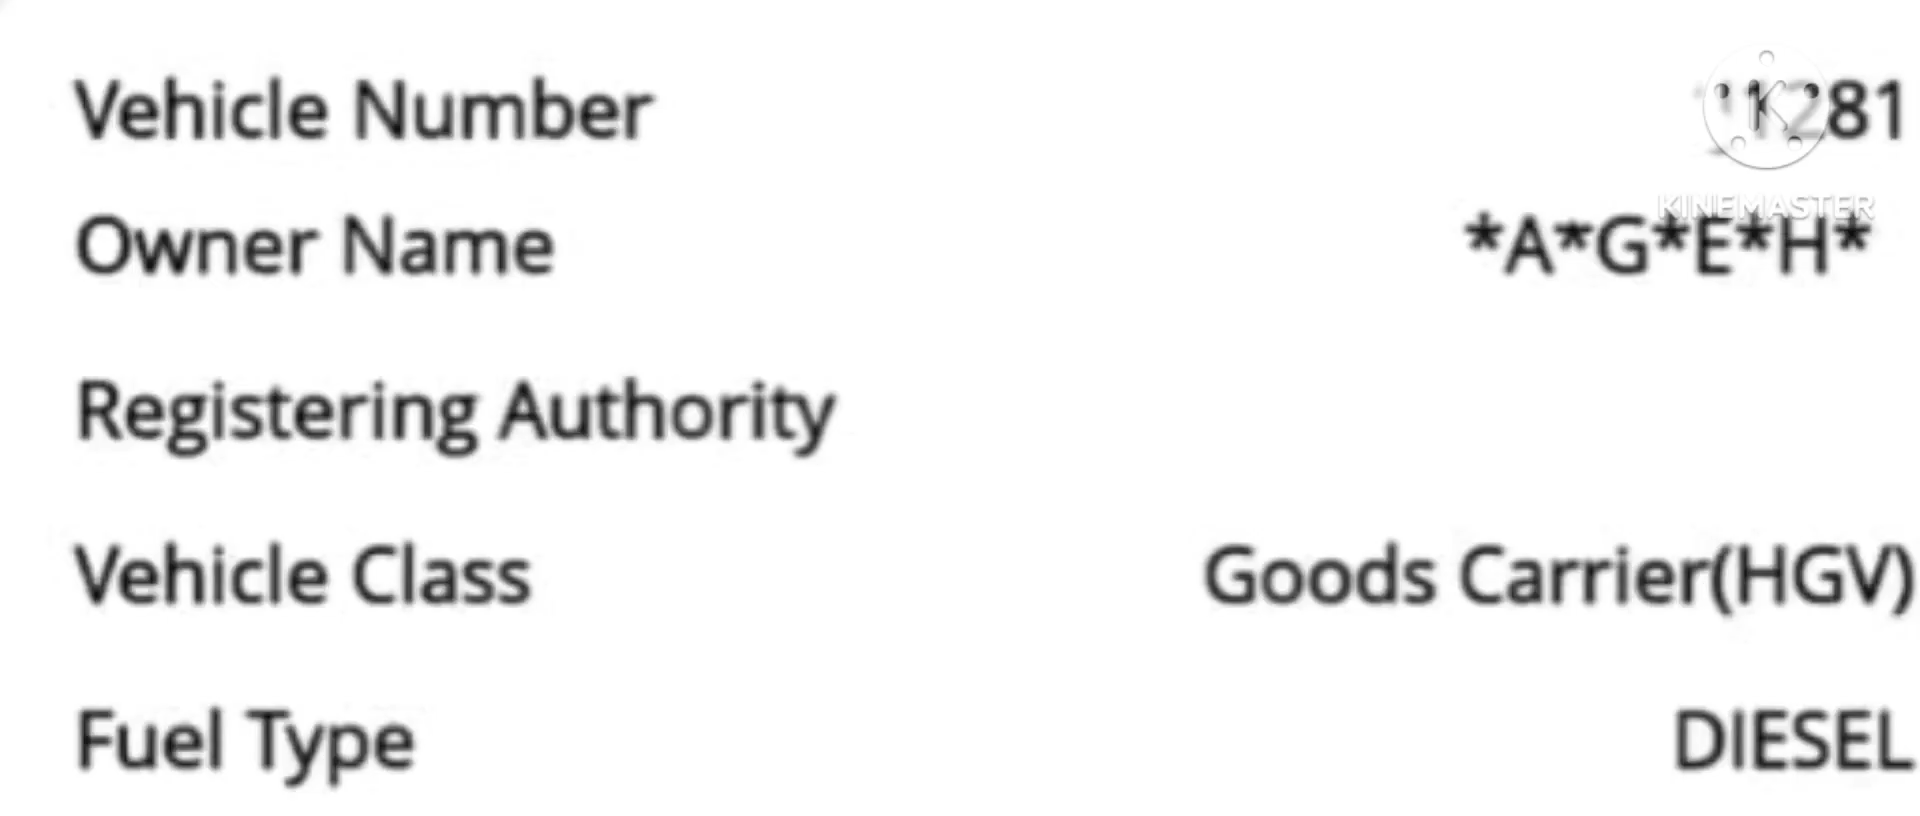 Vehicle Number 281
KINEMASTER
Owner Name *A*G*E*H*
Registering Authority
Vehicle Class Goods Carrier(HGV)
Fuel Type DIESEL